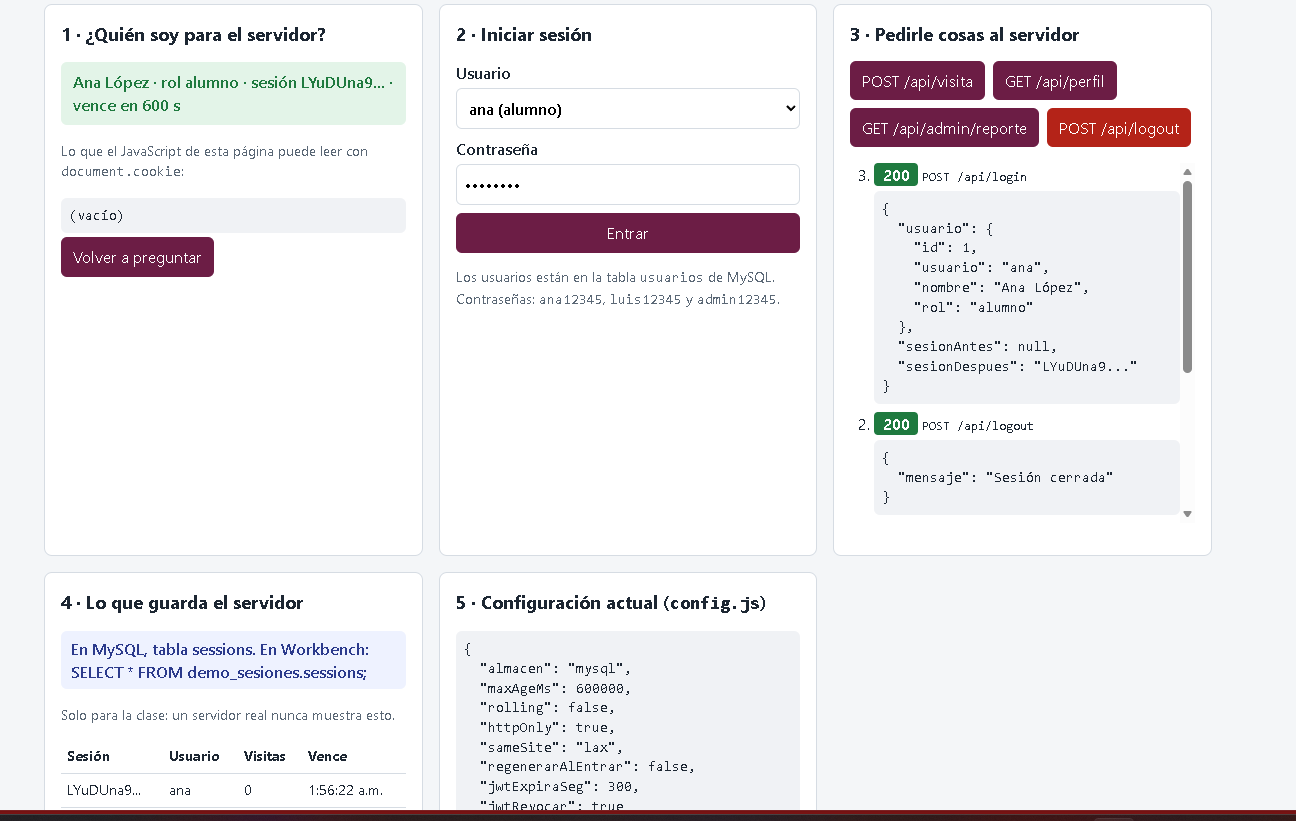 1 · ¿Quién soy para el servidor?
Ana López · rol alumno · sesión LYuDUna9... ·
vence en 600 s
Lo que el JavaScript de esta página puede leer con
document.cookie:
(vacío)
Volver a preguntar
2 · Iniciar sesión
Usuario
ana (alumno)
Contraseña
••••••••
Entrar
Los usuarios están en la tabla usuarios de MySQL.
Contraseñas: ana12345, luis12345 y admin12345.
3 · Pedirle cosas al servidor
POST /api/visita
GET /api/perfil
GET /api/admin/reporte
POST /api/logout
3. 200 POST /api/login
{
"usuario": {
"id": 1,
"usuario": "ana",
"nombre": "Ana López",
"rol": "alumno"
},
"sesionAntes": null,
"sesionDespues": "LYuDUna9..."
}
2. 200 POST /api/logout
{
"mensaje": "Sesión cerrada"
}
4 · Lo que guarda el servidor
En MySQL, tabla sessions. En Workbench:
SELECT * FROM demo_sesiones.sessions;
Solo para la clase: un servidor real nunca muestra esto.
Sesión Usuario Visitas Vence
LYuDUna9... ana 0 1:56:22 a.m.
5 · Configuración actual (config.js)
{
"almacen": "mysql",
"maxAgeMs": 600000,
"rolling": false,
"httpOnly": true,
"sameSite": "lax",
"regenerarAlEntrar": false,
"jwtExpiraSeg": 300,
"jwtRevocar": true